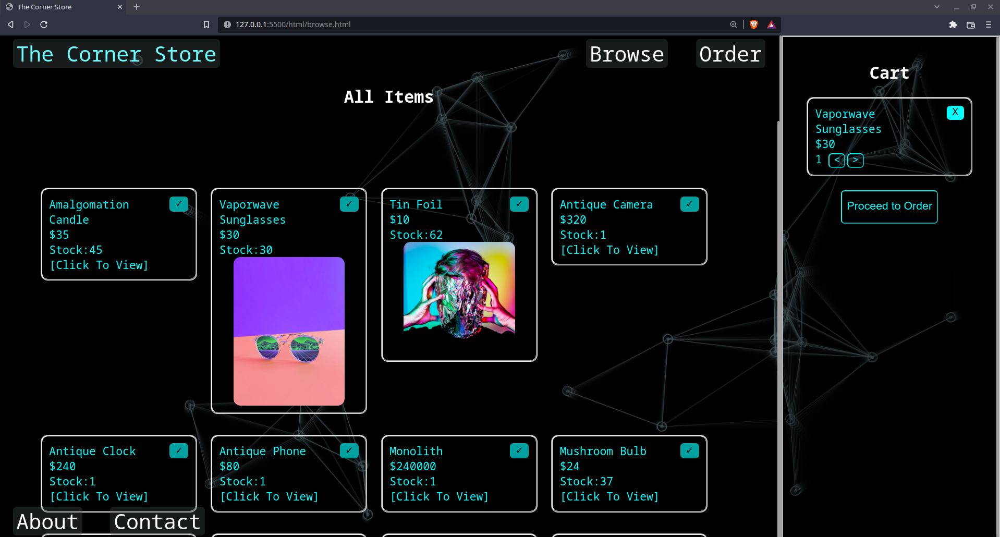 The Corner Store
127.0.0.1:5500/html/browse.html
The Corner Store
Browse
Order
All Items
Amalgomation
Candle
$35
Stock:45
[Click To View]
✓
Vaporwave
Sunglasses
$30
Stock:30
✓
Tin Foil
$10
Stock:62
✓
Antique Camera
$320
Stock:1
[Click To View]
✓
Antique Clock
$240
Stock:1
[Click To View]
✓
Antique Phone
$80
Stock:1
[Click To View]
✓
Monolith
$240000
Stock:1
[Click To View]
✓
Mushroom Bulb
$24
Stock:37
[Click To View]
✓
About
Contact
Cart
Vaporwave
Sunglasses
$30
1 < >
X
Proceed to Order